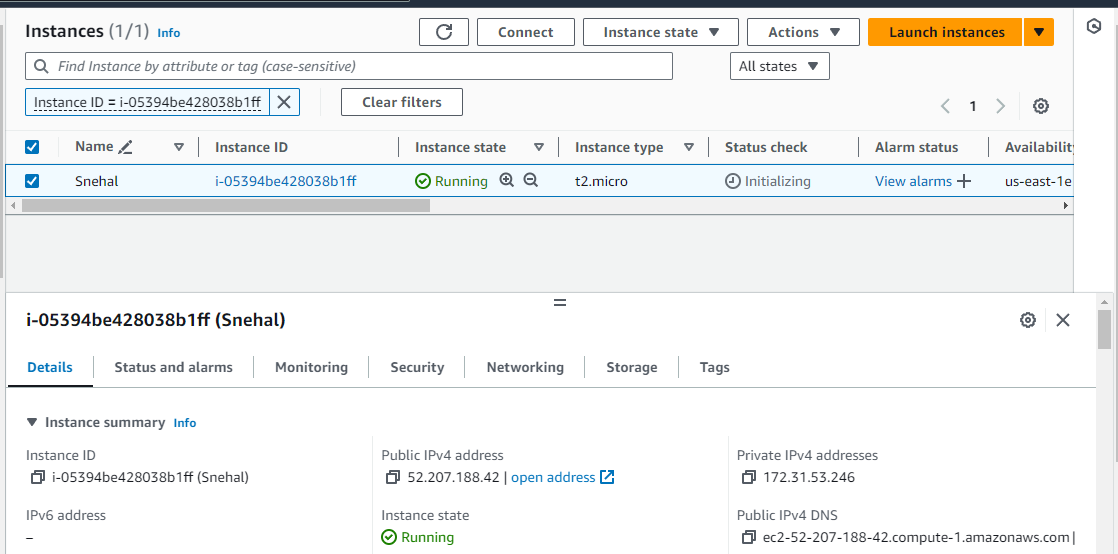 Instances (1/1) Info
Connect
Instance state
Actions
Launch instances
Find Instance by attribute or tag (case-sensitive)
All states
Instance ID = i-05394be428038b1ff
Clear filters
1
Name
Instance ID
Instance state
Instance type
Status check
Alarm status
Availability
Snehal
i-05394be428038b1ff
Running
t2.micro
Initializing
View alarms
us-east-1e
i-05394be428038b1ff (Snehal)
Details
Status and alarms
Monitoring
Security
Networking
Storage
Tags
Instance summary Info
Instance ID
Public IPv4 address
Private IPv4 addresses
i-05394be428038b1ff (Snehal)
52.207.188.42 | open address
172.31.53.246
IPv6 address
Instance state
Public IPv4 DNS
–
Running
ec2-52-207-188-42.compute-1.amazonaws.com |